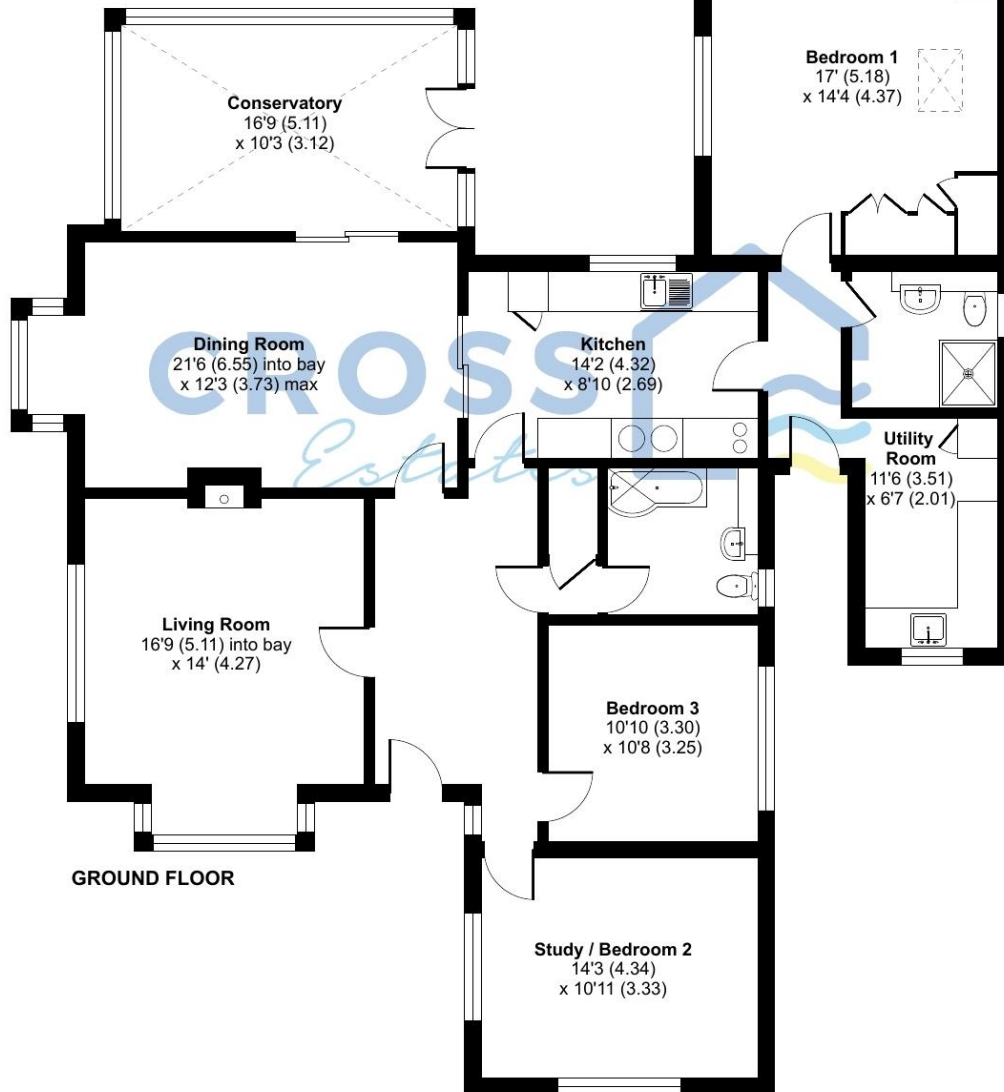 Conservatory
16'9 (5.11)
x 10'3 (3.12)
Bedroom 1
17' (5.18)
x 14'4 (4.37)
Dining Room
21'6 (6.55) into bay
x 12'3 (3.73) max
Kitchen
14'2 (4.32)
x 8'10 (2.69)
CROSS
Estates
Utility
Room
11'6 (3.51)
x 6'7 (2.01)
Living Room
16'9 (5.11) into bay
x 14' (4.27)
Bedroom 3
10'10 (3.30)
x 10'8 (3.25)
GROUND FLOOR
Study / Bedroom 2
14'3 (4.34)
x 10'11 (3.33)